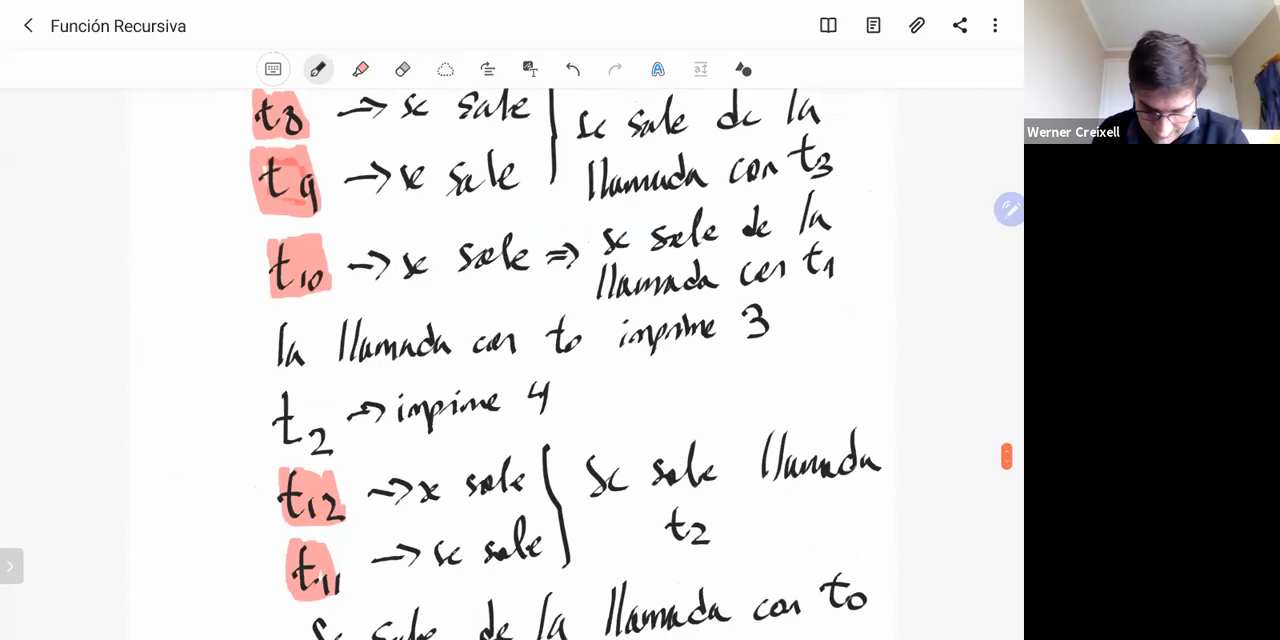 Función Recursiva
Werner Creixell
t8 → se sale
t9 → se sale
se sale de la
llamada con t3
t10 → se sale ⇒ se sale de la
llamada con t1
la llamada con t0 imprime 3
t2 → imprime 4
t12 → se sale
t11 → se sale
se sale llamada
t2
se sale de la llamada con t0